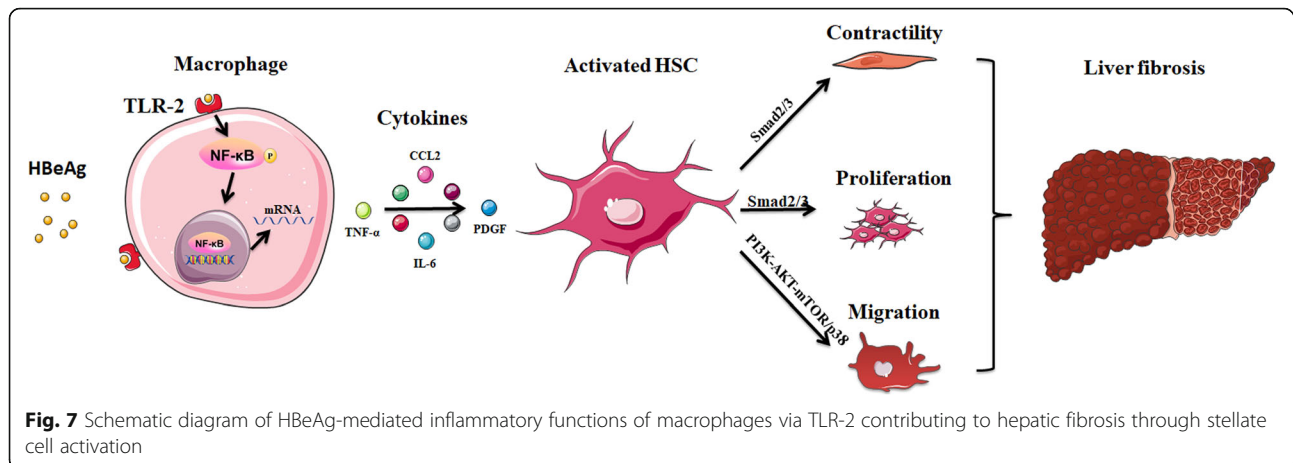 Contractility
Macrophage
Activated HSC
Liver fibrosis
TLR-2
Cytokines
Smad2/3
NF-κB
P
CCL2
HBeAg
Proliferation
mRNA
Smad2/3
TNF-α
PDGF
NF-κB
IL-6
PI3K-AKT-mTOR/p38
Migration
Fig. 7 Schematic diagram of HBeAg-mediated inflammatory functions of macrophages via TLR-2 contributing to hepatic fibrosis through stellate
cell activation